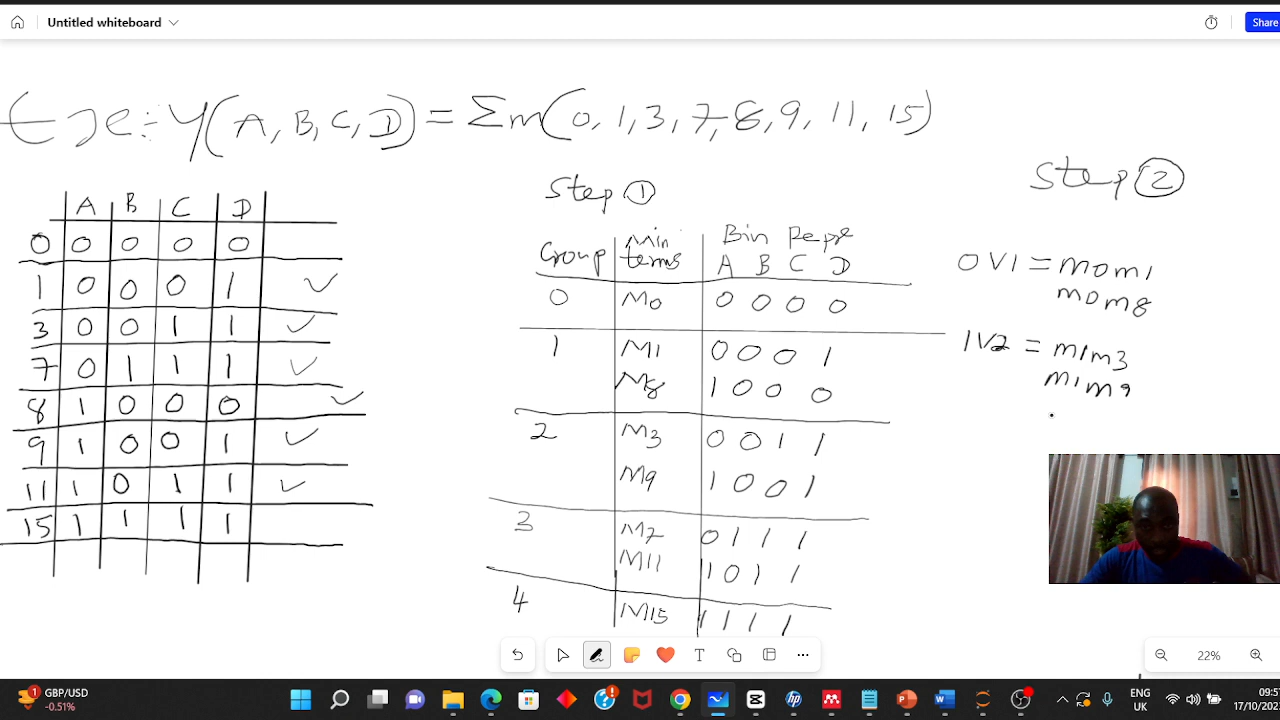 Untitled whiteboard
Share
Y(A, B, C, D) = Σm(0, 1, 3, 7, 8, 9, 11, 15)
Step 1
Step 2
A B C D
0 0 0 0 0
1 0 0 0 1 ✓
3 0 0 1 1 ✓
7 0 1 1 1 ✓
8 1 0 0 0 ✓
9 1 0 0 1 ✓
11 1 0 1 1 ✓
15 1 1 1 1
Group Min terms Bin Repre
A B C D
0 M0 0 0 0 0
1 M1 0 0 0 1
M8 1 0 0 0
2 M3 0 0 1 1
M9 1 0 0 1
3 M7 0 1 1 1
M11 1 0 1 1
4 M15 1 1 1 1
0V1 = m0m1
m0m8
1V2 = m1m3
m1m9
22%
1
GBP/USD
-0.51%
ENG
UK
09:5
17/10/202